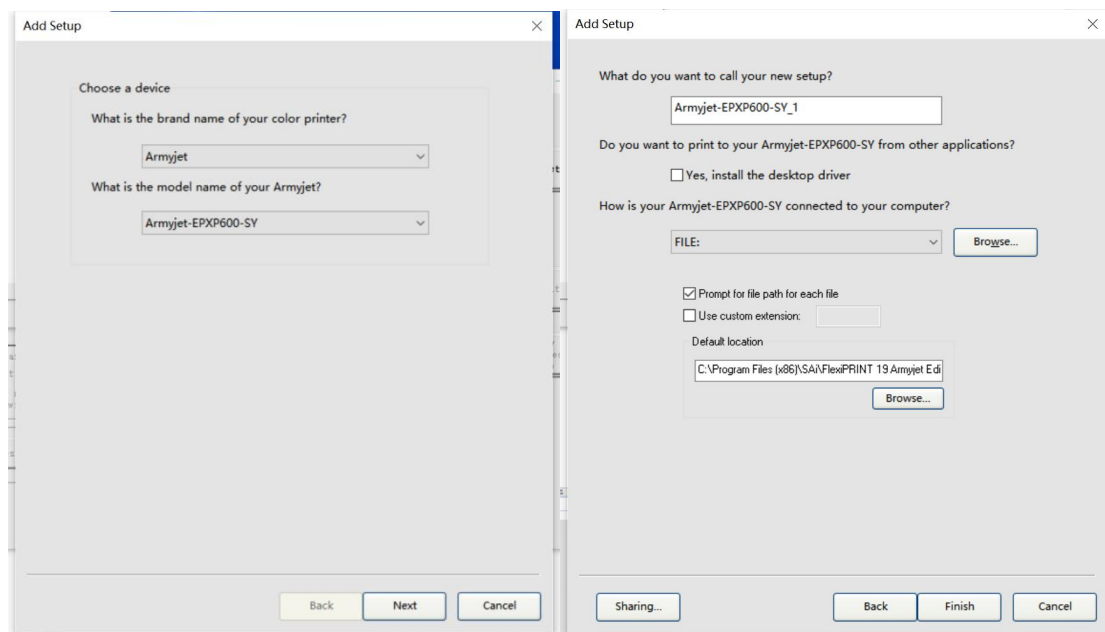 Add Setup
Choose a device
What is the brand name of your color printer?
Armyjet
What is the model name of your Armyjet?
Armyjet-EPXP600-SY
Back
Next
Cancel
Add Setup
What do you want to call your new setup?
Armyjet-EPXP600-SY_1
Do you want to print to your Armyjet-EPXP600-SY from other applications?
Yes, install the desktop driver
How is your Armyjet-EPXP600-SY connected to your computer?
FILE:
Browse...
Prompt for file path for each file
Use custom extension:
Default location
C:\Program Files (x86)\SAi\FlexiPRINT 19 Armyjet Edi
Browse...
Sharing...
Back
Finish
Cancel